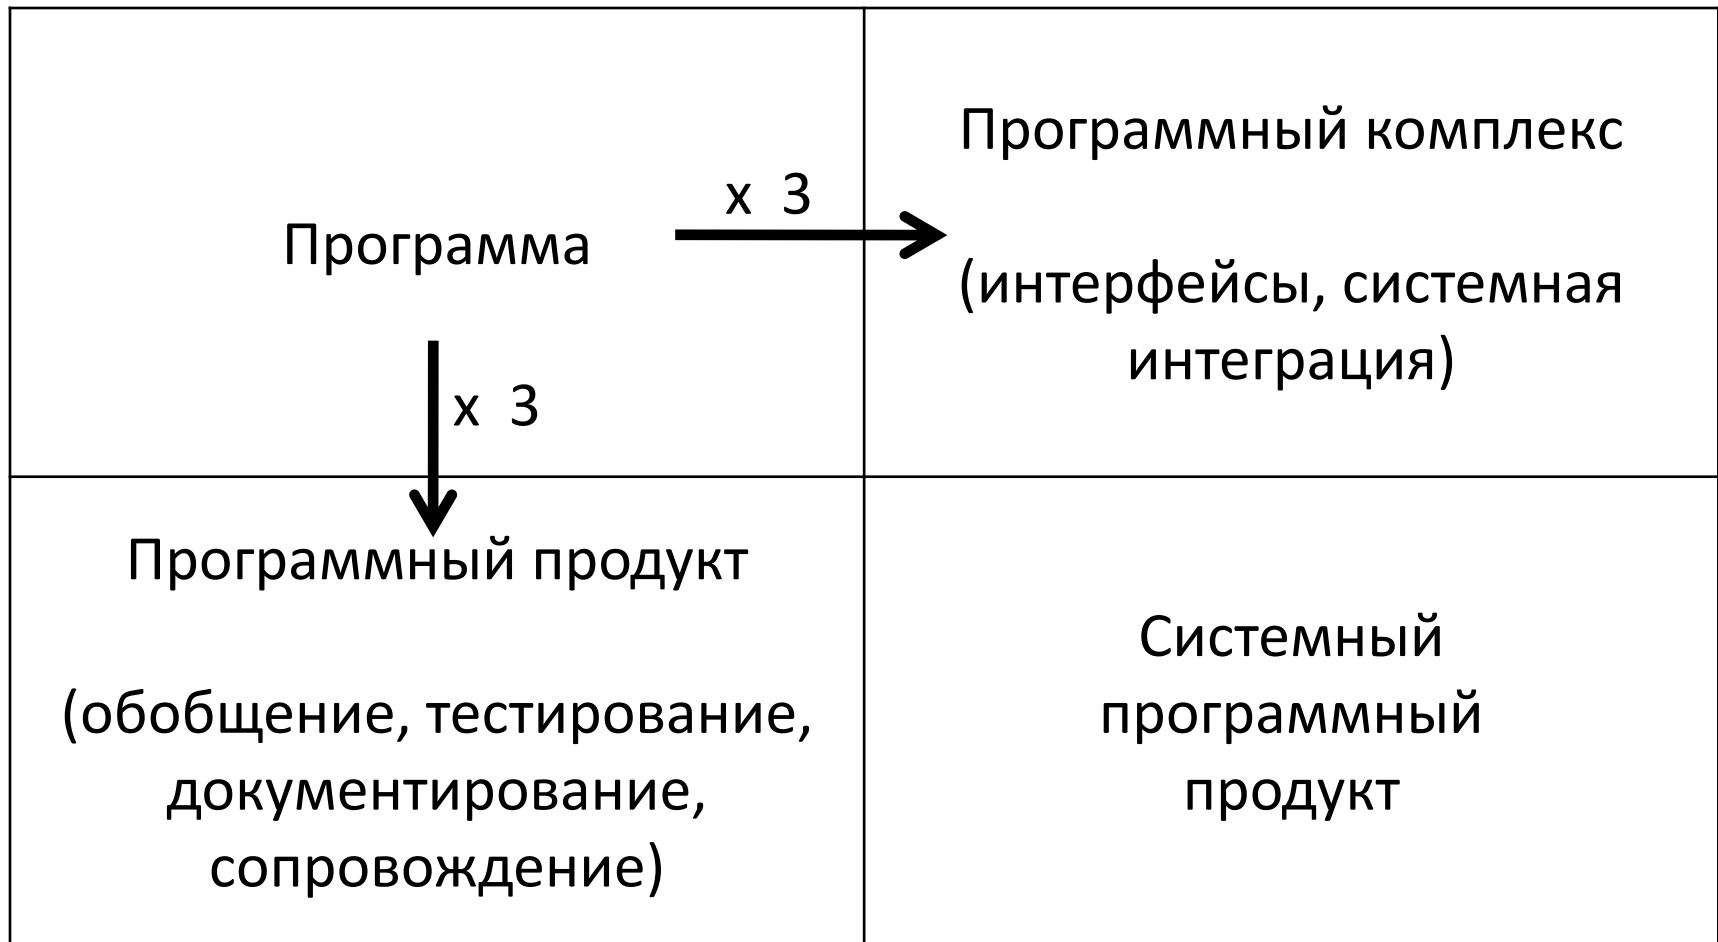 Программа
х 3
х 3
Программный комплекс
(интерфейсы, системная
интеграция)
Программный продукт
(обобщение, тестирование,
документирование,
сопровождение)
Системный
программный
продукт